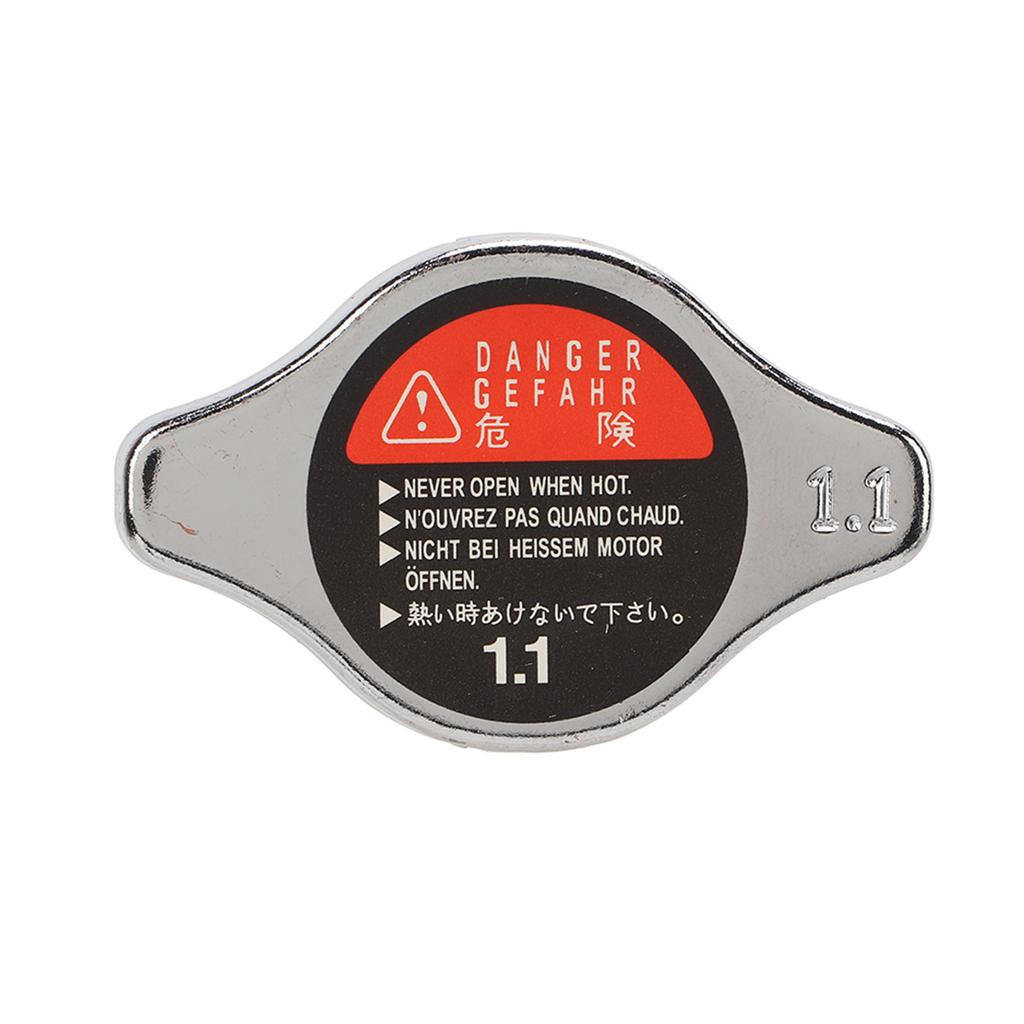 DANGER
GEFAHR
危 険
▶NEVER OPEN WHEN HOT.
▶N'OUVREZ PAS QUAND CHAUD.
▶NICHT BEI HEISSEM MOTOR
ÖFFNEN.
▶熱い時あけないで下さい。
1.1
1.1